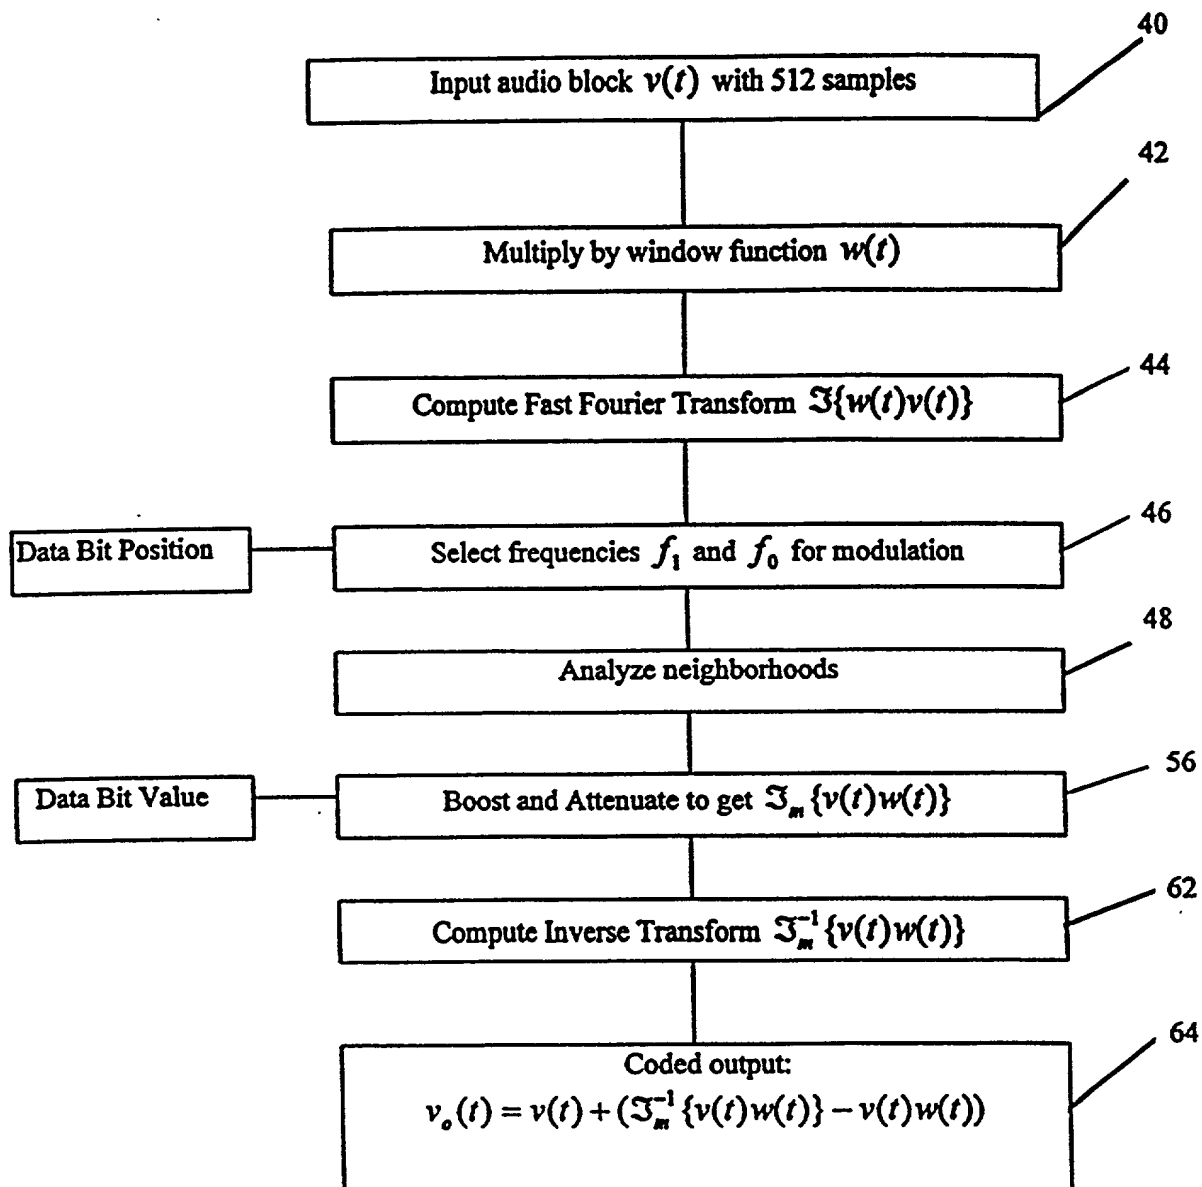 40
Input audio block v(t) with 512 samples
42
Multiply by window function w(t)
44
Compute Fast Fourier Transform ℑ{w(t)v(t)}
46
Data Bit Position
Select frequencies f₁ and f₀ for modulation
48
Analyze neighborhoods
56
Data Bit Value
Boost and Attenuate to get ℑₘ{v(t)w(t)}
62
Compute Inverse Transform ℑₘ⁻¹{v(t)w(t)}
64
Coded output:
vₒ(t) = v(t) + (ℑₘ⁻¹{v(t)w(t)} − v(t)w(t))